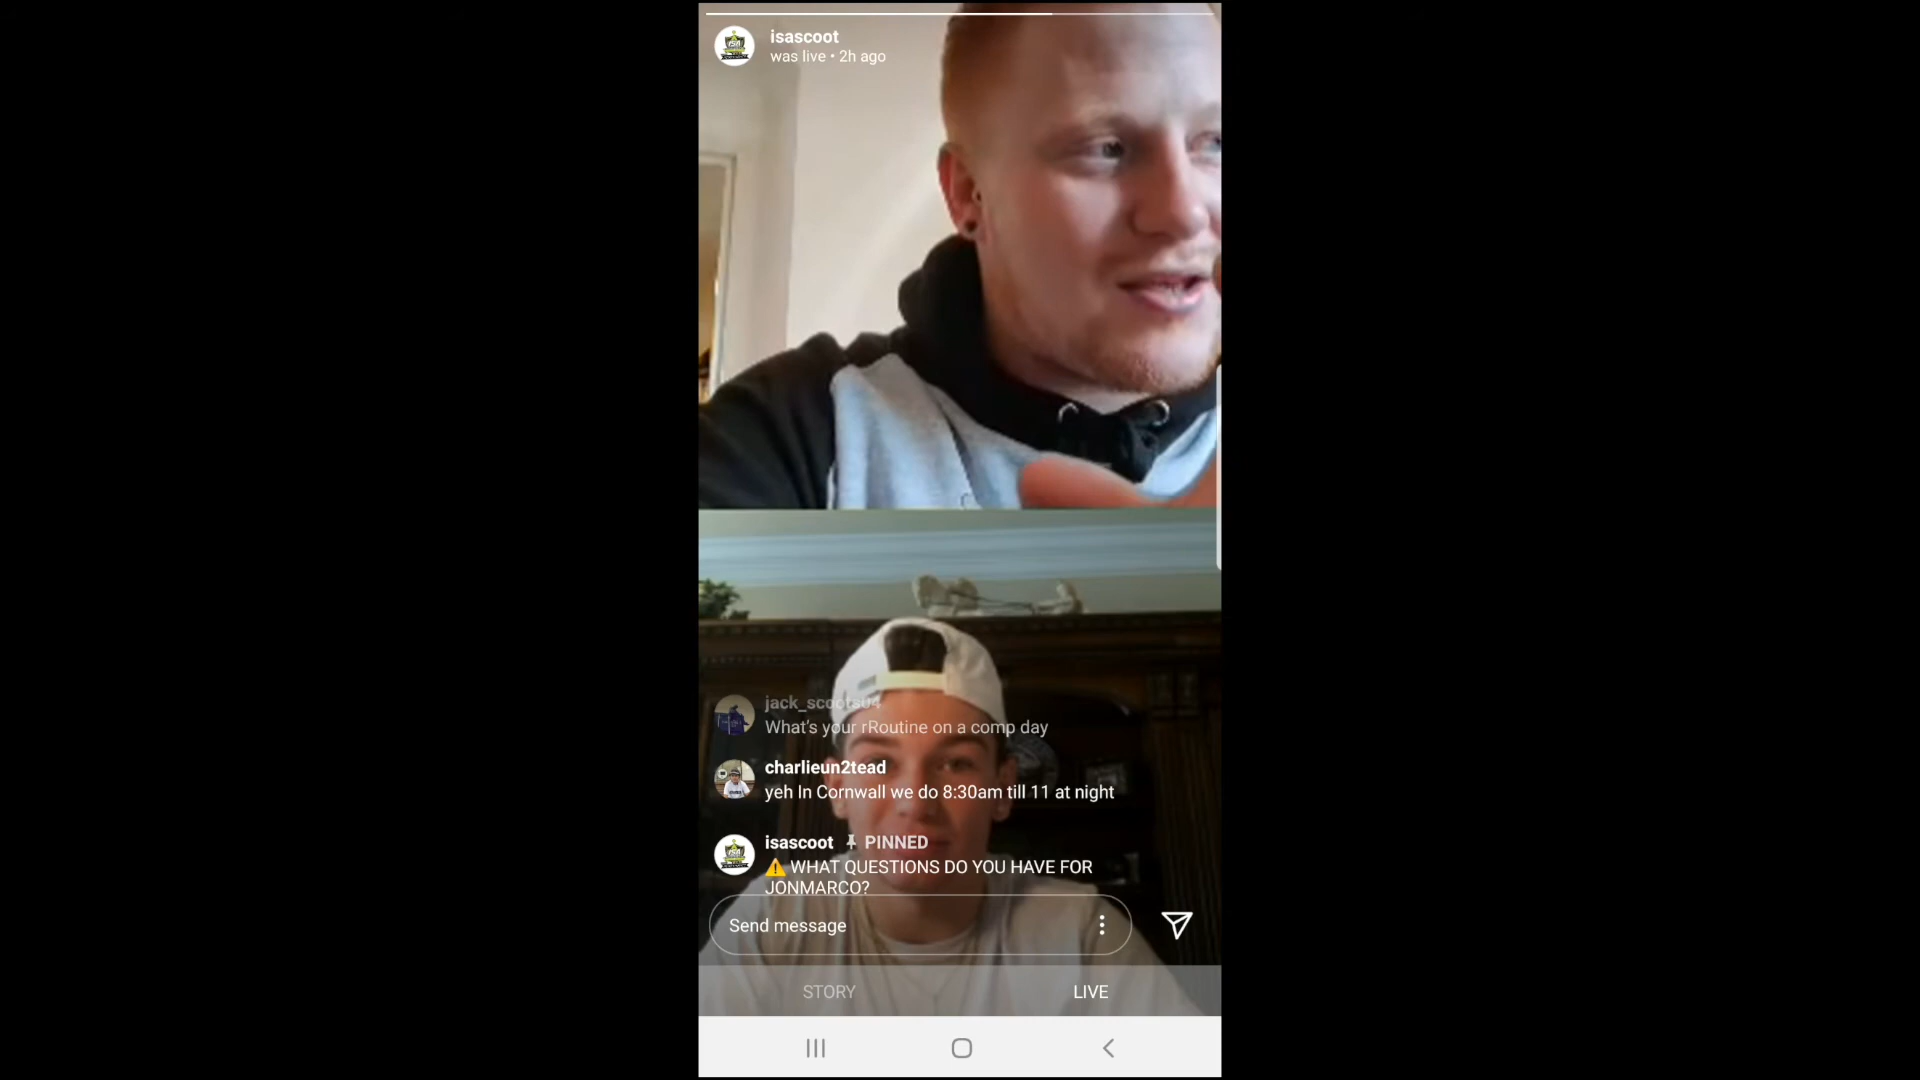 isascoot
was live • 2h ago
jack_scoots04
What's your rRoutine on a comp day
charlieun2tead
yeh In Cornwall we do 8:30am till 11 at night
isascoot PINNED
⚠️ WHAT QUESTIONS DO YOU HAVE FOR
JONMARCO?
Send message
STORY
LIVE